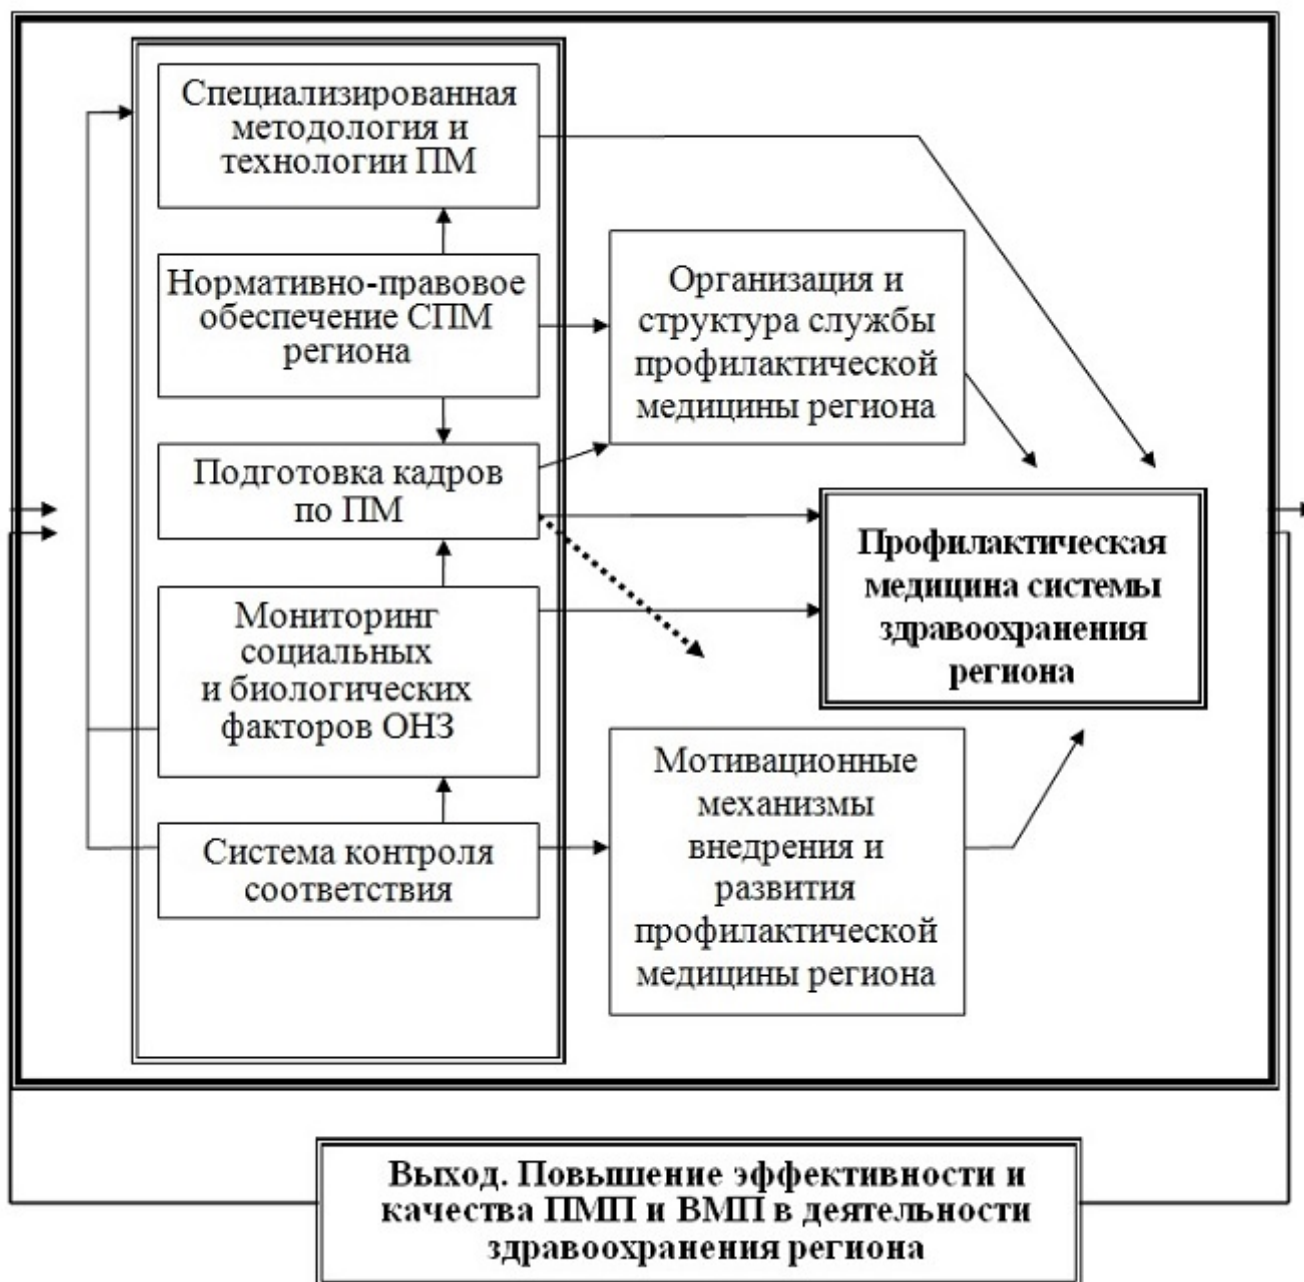 Специализированная
методология и
технологии ПМ
Нормативно-правовое
обеспечение СПМ
региона
Подготовка кадров
по ПМ
Мониторинг
социальных
и биологических
факторов ОНЗ
Система контроля
соответствия
Организация и
структура службы
профилактической
медицины региона
Мотивационные
механизмы
внедрения и
развития
профилактической
медицины региона
Профилактическая
медицина системы
здравоохранения
региона
Выход. Повышение эффективности и
качества ПМП и ВМП в деятельности
здравоохранения региона